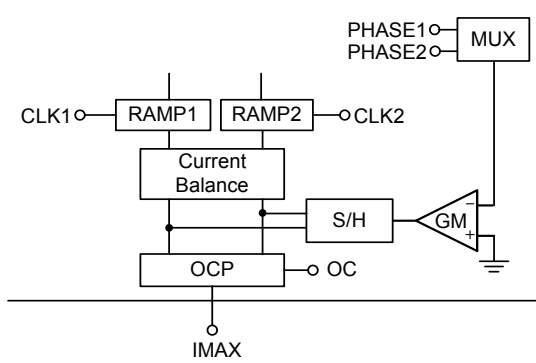 PHASE1
PHASE2
MUX
CLK1
RAMP1
RAMP2
CLK2
Current
Balance
S/H
−
GM
+
OCP
OC
IMAX